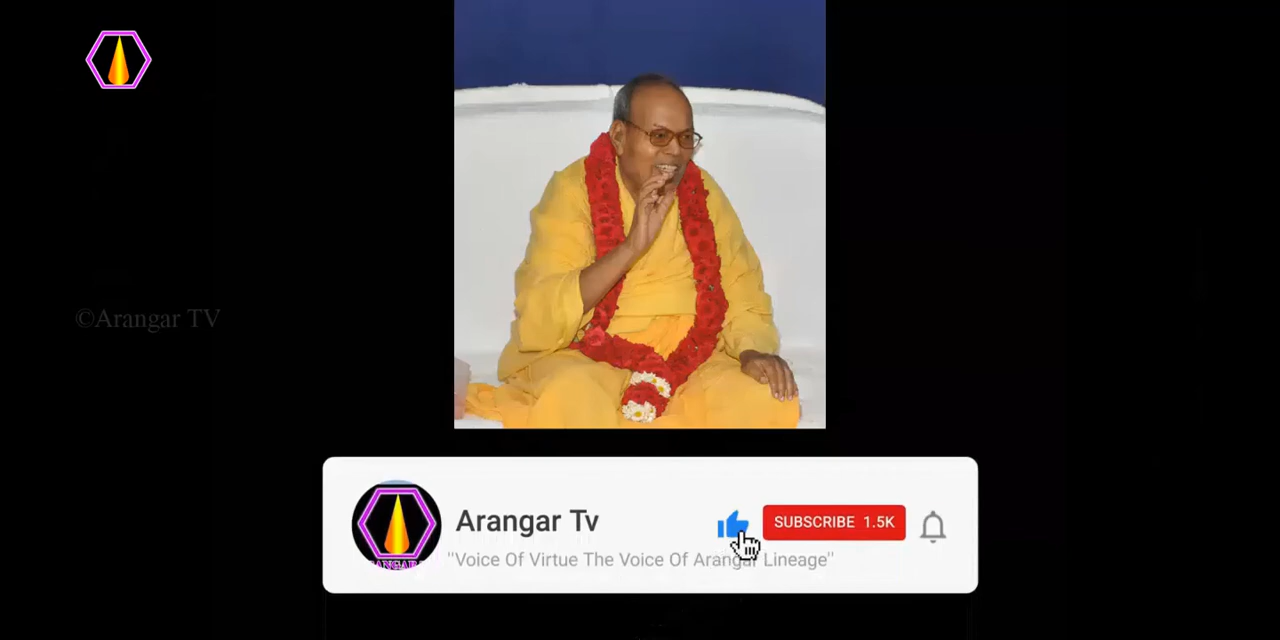 ©Arangar TV
Arangar Tv
SUBSCRIBE 1.5K
"Voice Of Virtue The Voice Of Arangar Lineage"